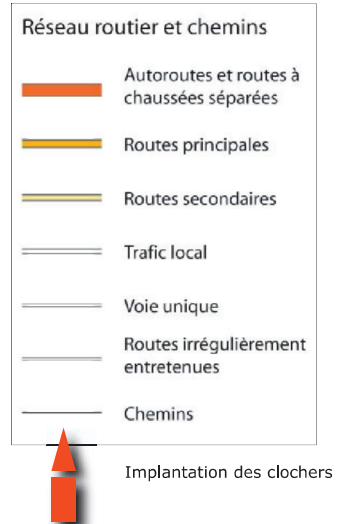 Réseau routier et chemins
Autoroutes et routes à
chaussées séparées
Routes principales
Routes secondaires
Trafic local
Voie unique
Routes irrégulièrement
entretenues
Chemins
Implantation des clochers